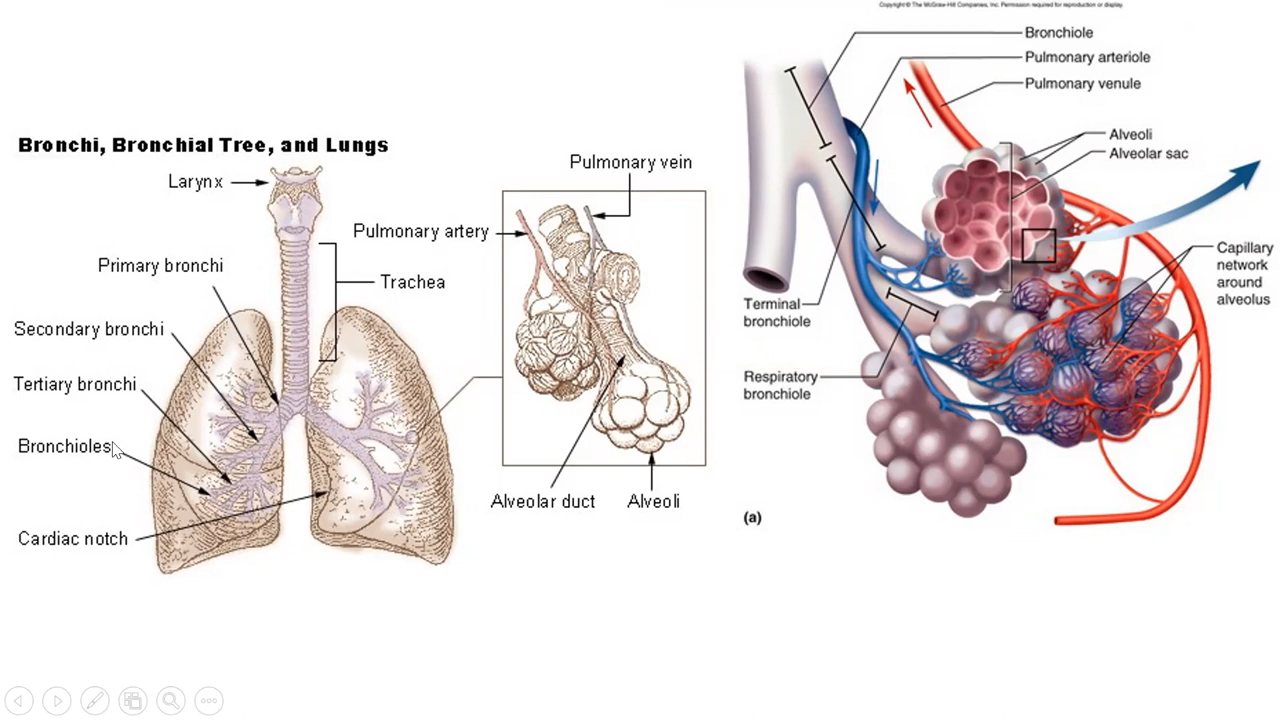 Copyright © The McGraw-Hill Companies, Inc. Permission required for reproduction or display.
Bronchi, Bronchial Tree, and Lungs
Larynx
Primary bronchi
Trachea
Secondary bronchi
Tertiary bronchi
Bronchioles
Cardiac notch
Pulmonary vein
Pulmonary artery
Alveolar duct
Alveoli
Bronchiole
Pulmonary arteriole
Pulmonary venule
Alveoli
Alveolar sac
Capillary
network
around
alveolus
Terminal
bronchiole
Respiratory
bronchiole
(a)